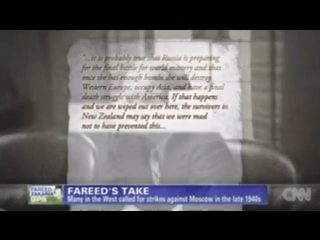 "...it is probably true that Russia is preparing
for the final battle for world mastery and that
once she has enough bombs she will destroy
Western Europe, occupy Asia, and have a final
death struggle with America. If that happens
and we are wiped out over here, the survivors in
New Zealand may say that we were mad
not to have prevented this...
FAREED ZAKARIA
GPS
FAREED'S TAKE
Many in the West called for strikes against Moscow in the late 1940s
CNN